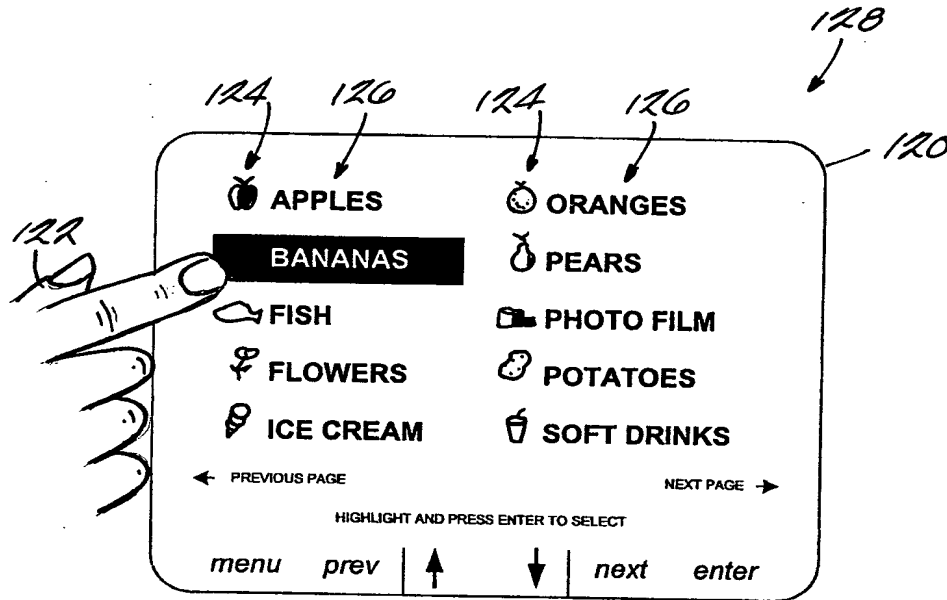 128
124 126 124 126
120
APPLES ORANGES
122
BANANAS PEARS
FISH PHOTO FILM
FLOWERS POTATOES
ICE CREAM SOFT DRINKS
PREVIOUS PAGE NEXT PAGE
HIGHLIGHT AND PRESS ENTER TO SELECT
menu prev next enter